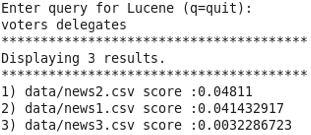 Enter query for Lucene (q=quit):
voters delegates
***************************************
Displaying 3 results.
***************************************
1) data/news2.csv score :0.04811
2) data/news1.csv score :0.041432917
3) data/news3.csv score :0.0032286723